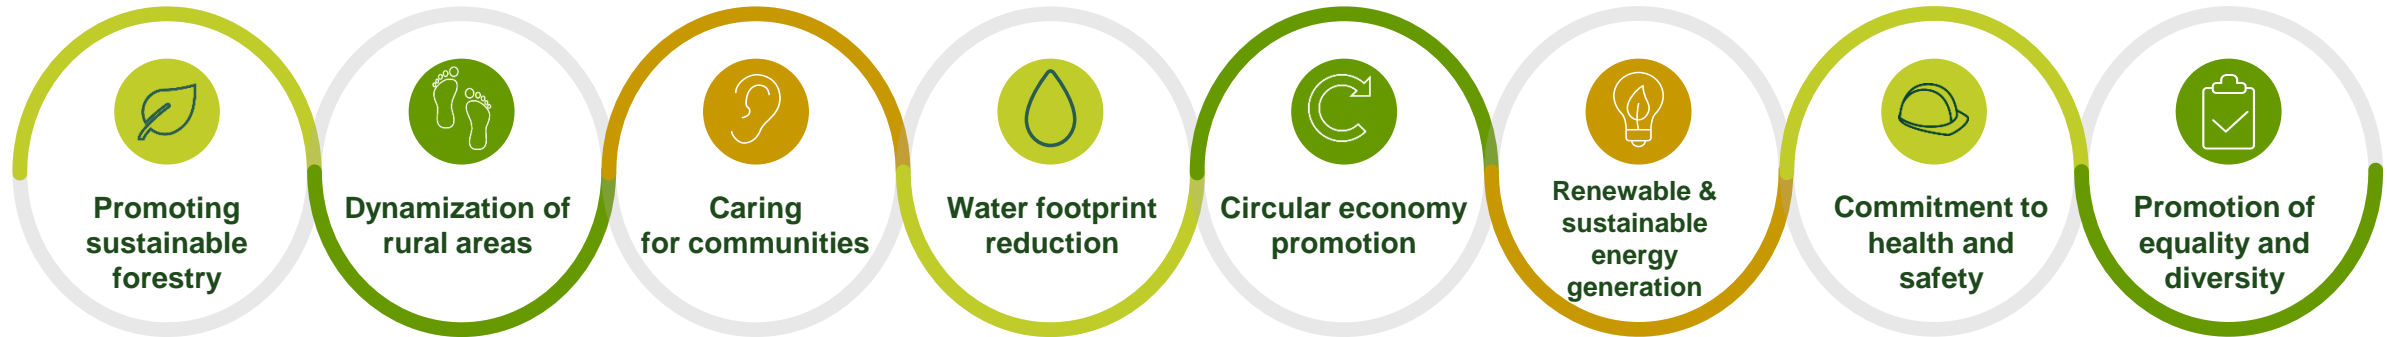 Promoting
sustainable
forestry
Dynamization of
rural areas
Caring
for communities
Water footprint
reduction
Circular economy
promotion
Renewable &
sustainable
energy
generation
Commitment to
health and
safety
Promotion of
equality and
diversity